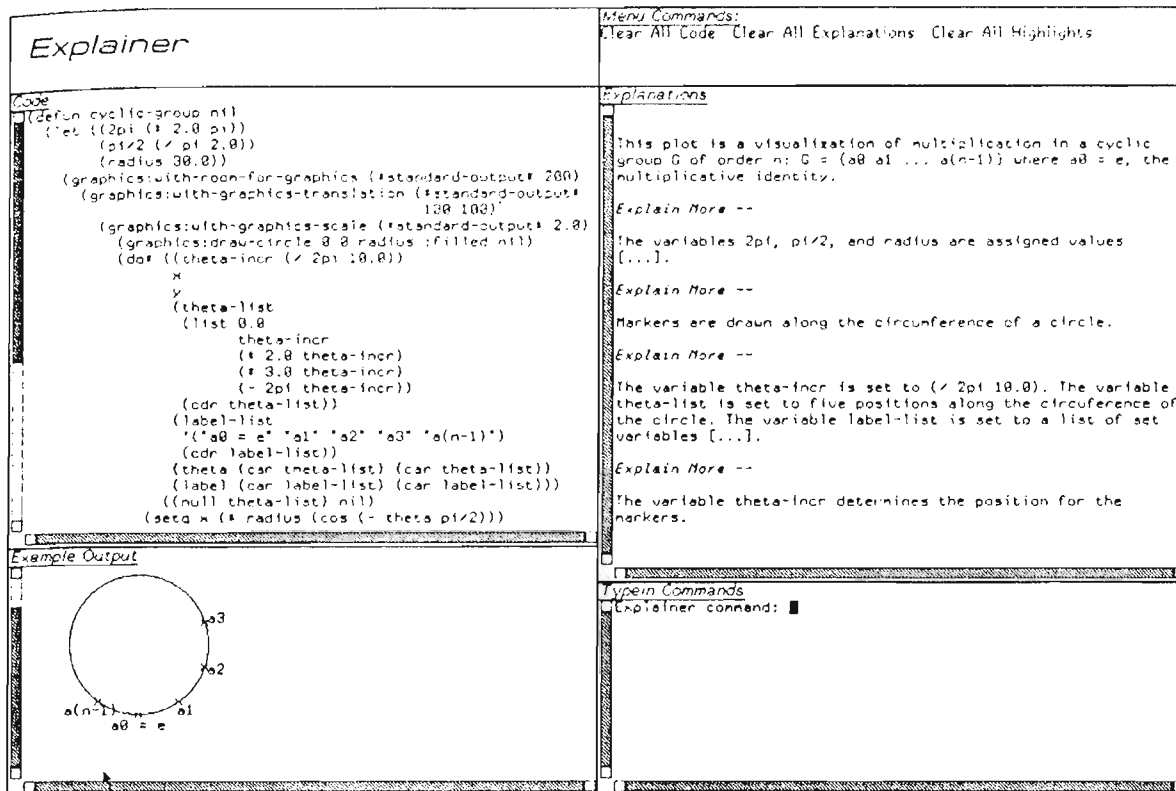 Explainer
Menu Commands:
Clear All Code Clear All Explanations Clear All Highlights
Code
(defun cyclic-group nil
(let ((2pi (* 2.0 pi))
(pi/2 (/ pi 2.0))
(radius 30.0))
(graphics:with-room-for-graphics (*standard-output* 200)
(graphics:with-graphics-translation (*standard-output*
100 100)
(graphics:with-graphics-scale (*standard-output* 2.0)
(graphics:draw-circle 0 0 radius :filled nil)
(do* ((theta-incr (/ 2pi 10.0))
x
y
(theta-list
(list 0.0
theta-incr
(* 2.0 theta-incr)
(* 3.0 theta-incr)
(- 2pi theta-incr))
(cdr theta-list))
(label-list
'("a0 = e" "a1" "a2" "a3" "a(n-1)")
(cdr label-list))
(theta (car theta-list) (car theta-list))
(label (car label-list) (car label-list)))
((null theta-list) nil)
(setq x (* radius (cos (- theta pi/2)))
Explanations
This plot is a visualization of multiplication in a cyclic
group G of order n: G = {a0 a1 ... a(n-1)} where a0 = e, the
multiplicative identity.
Explain More --
The variables 2pi, pi/2, and radius are assigned values
[...].
Explain More --
Markers are drawn along the circumference of a circle.
Explain More --
The variable theta-incr is set to (/ 2pi 10.0). The variable
theta-list is set to five positions along the circuference of
the circle. The variable label-list is set to a list of set
variables [...].
Explain More --
The variable theta-incr determines the position for the
markers.
Example Output
a3
a2
a(n-1)
a1
a0 = e
Typein Commands
Explainer command: